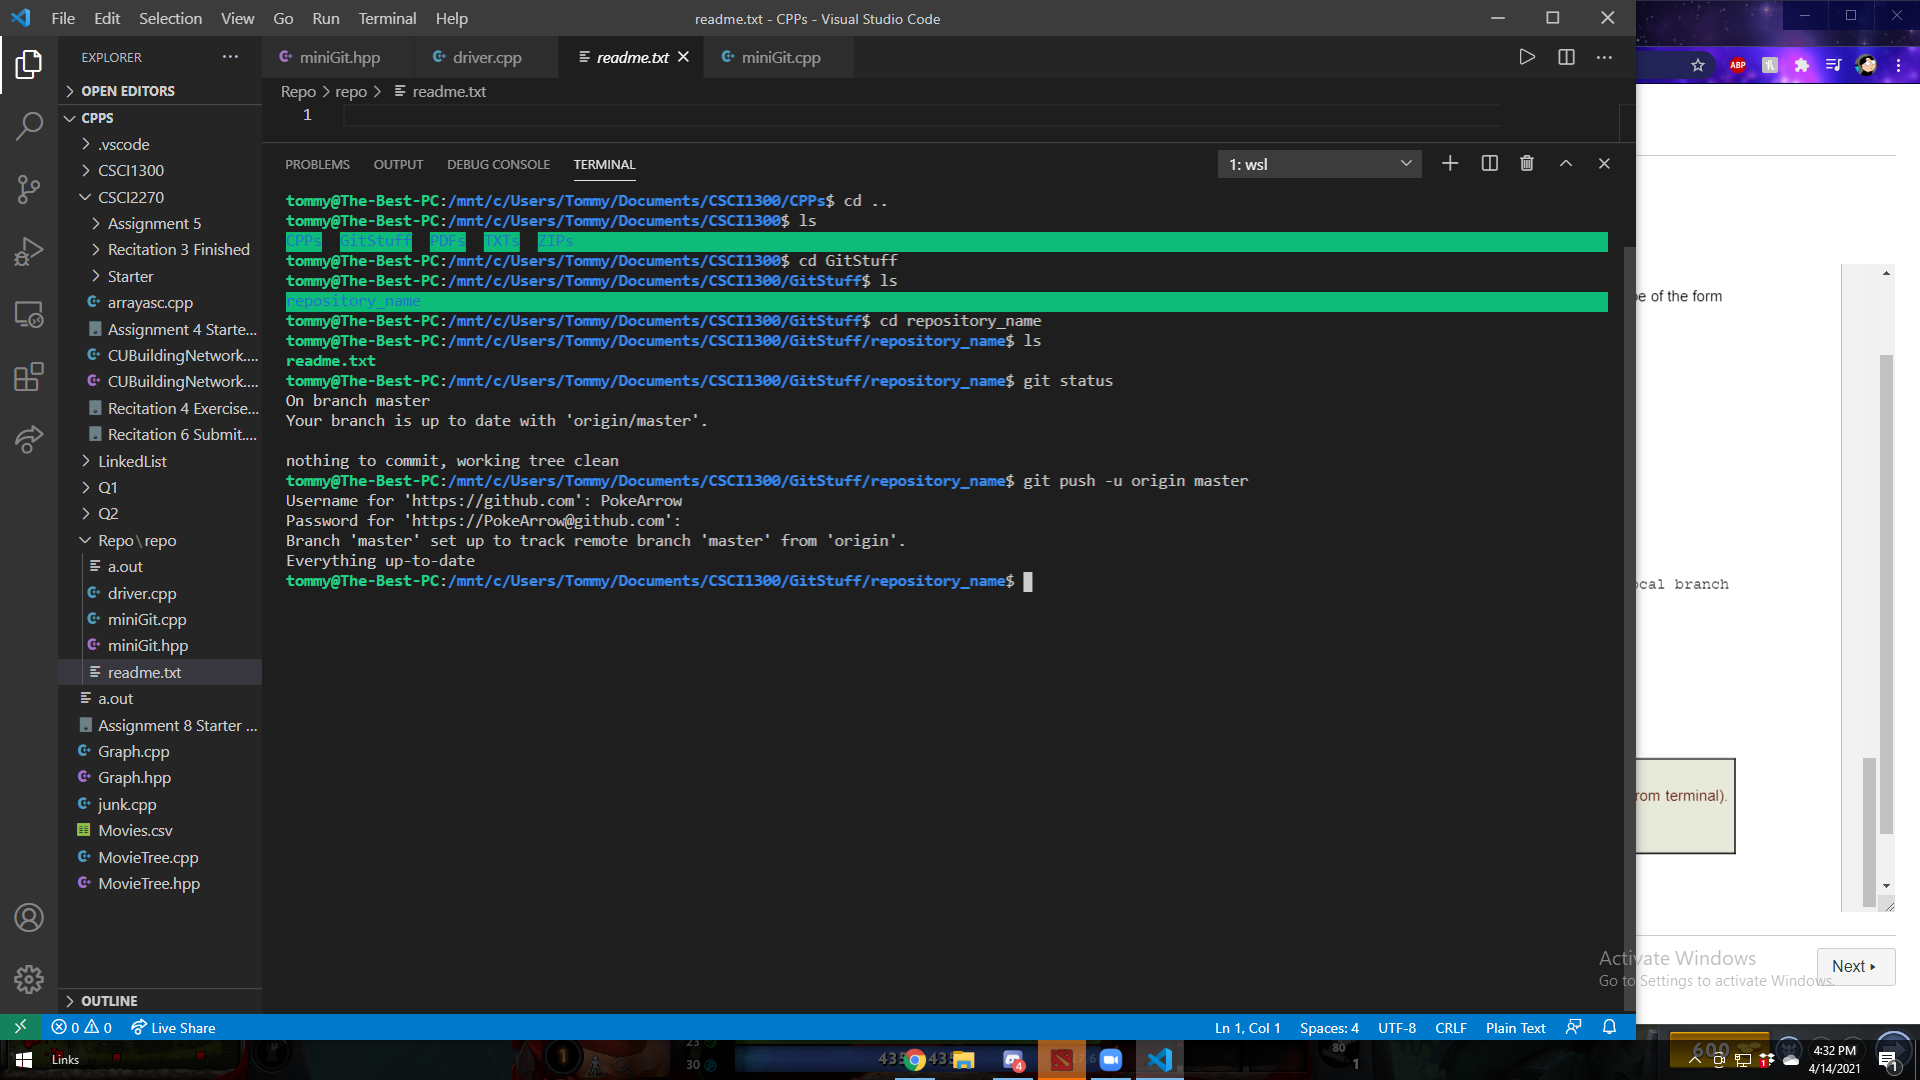 File Edit Selection View Go Run Terminal Help
readme.txt - CPPs - Visual Studio Code
EXPLORER
miniGit.hpp
driver.cpp
readme.txt
miniGit.cpp
OPEN EDITORS
Repo > repo > readme.txt
1
CPPS
.vscode
CSCI1300
CSCI2270
Assignment 5
Recitation 3 Finished
Starter
arrayasc.cpp
Assignment 4 Starte...
CUBuildingNetwork....
CUBuildingNetwork....
Recitation 4 Exercise...
Recitation 6 Submit....
LinkedList
Q1
Q2
Repo\repo
a.out
driver.cpp
miniGit.cpp
miniGit.hpp
readme.txt
a.out
Assignment 8 Starter ...
Graph.cpp
Graph.hpp
junk.cpp
Movies.csv
MovieTree.cpp
MovieTree.hpp
OUTLINE
PROBLEMS OUTPUT DEBUG CONSOLE TERMINAL
1: wsl
tommy@The-Best-PC:/mnt/c/Users/Tommy/Documents/CSCI1300/CPPs$ cd ..
tommy@The-Best-PC:/mnt/c/Users/Tommy/Documents/CSCI1300$ ls
CPPs GitStuff PDFs TXTs ZIPs
tommy@The-Best-PC:/mnt/c/Users/Tommy/Documents/CSCI1300$ cd GitStuff
tommy@The-Best-PC:/mnt/c/Users/Tommy/Documents/CSCI1300/GitStuff$ ls
repository_name
tommy@The-Best-PC:/mnt/c/Users/Tommy/Documents/CSCI1300/GitStuff$ cd repository_name
tommy@The-Best-PC:/mnt/c/Users/Tommy/Documents/CSCI1300/GitStuff/repository_name$ ls
readme.txt
tommy@The-Best-PC:/mnt/c/Users/Tommy/Documents/CSCI1300/GitStuff/repository_name$ git status
On branch master
Your branch is up to date with 'origin/master'.
nothing to commit, working tree clean
tommy@The-Best-PC:/mnt/c/Users/Tommy/Documents/CSCI1300/GitStuff/repository_name$ git push -u origin master
Username for 'https://github.com': PokeArrow
Password for 'https://PokeArrow@github.com':
Branch 'master' set up to track remote branch 'master' from 'origin'.
Everything up-to-date
tommy@The-Best-PC:/mnt/c/Users/Tommy/Documents/CSCI1300/GitStuff/repository_name$
ABP
of the form
ocal branch
rom terminal).
Activate Windows
Go to Settings to activate Windows.
Next
0 0 Live Share
Ln 1, Col 1 Spaces: 4 UTF-8 CRLF Plain Text
Links
1
30
435
435
4
80
1
600
4:32 PM
4/14/2021
1